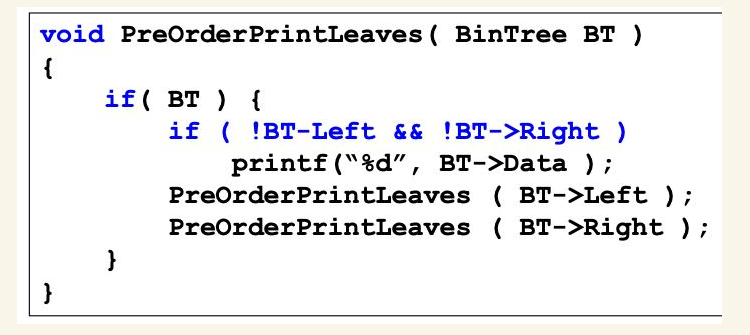 void PreOrderPrintLeaves( BinTree BT )
{
if( BT ) {
if ( !BT-Left && !BT->Right )
printf(“%d”, BT->Data );
PreOrderPrintLeaves ( BT->Left );
PreOrderPrintLeaves ( BT->Right );
}
}